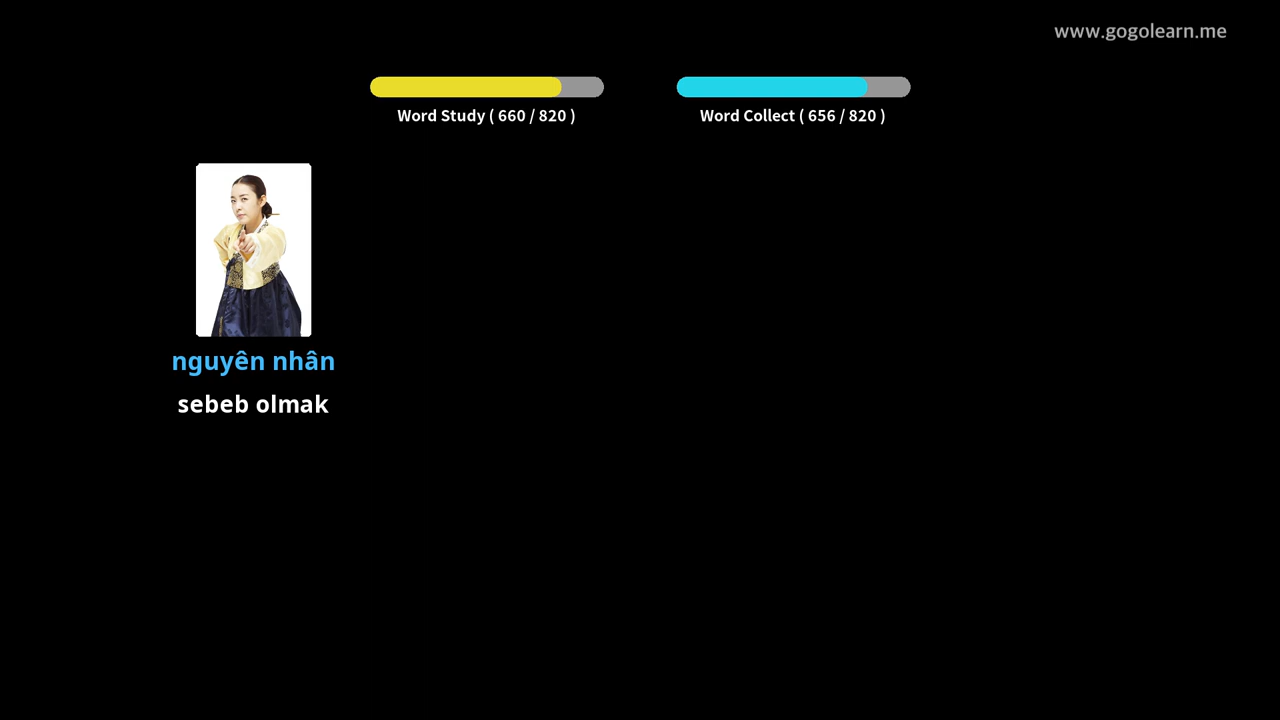 www.gogolearn.me
Word Study ( 660 / 820 )
Word Collect ( 656 / 820 )
nguyên nhân
sebeb olmak